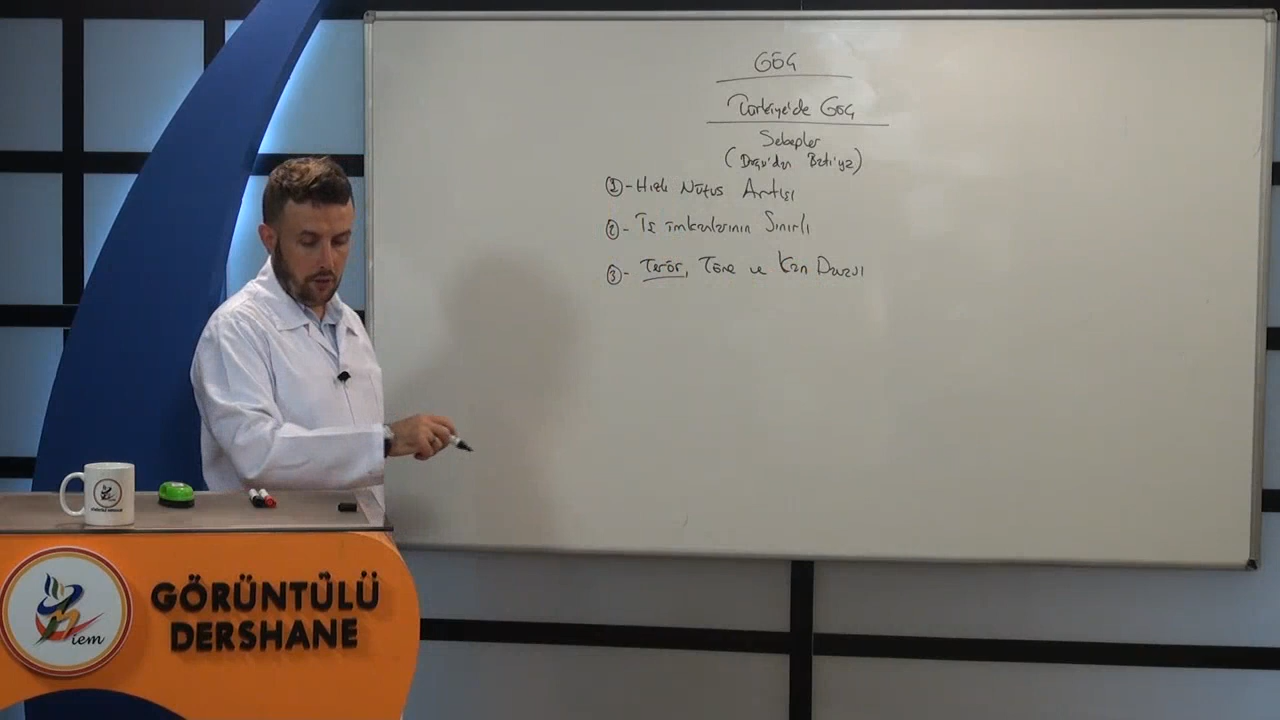 GÖÇ
Türkiye'de Göç
Sebepler
(Doğu'dan Batı'ya)
1 - Hızlı Nüfus Artışı
2 - İş imkanlarının Sınırlı
3 - Terör, Töre ve Kan Davası
iem
GÖRÜNTÜLÜ
DERSHANE